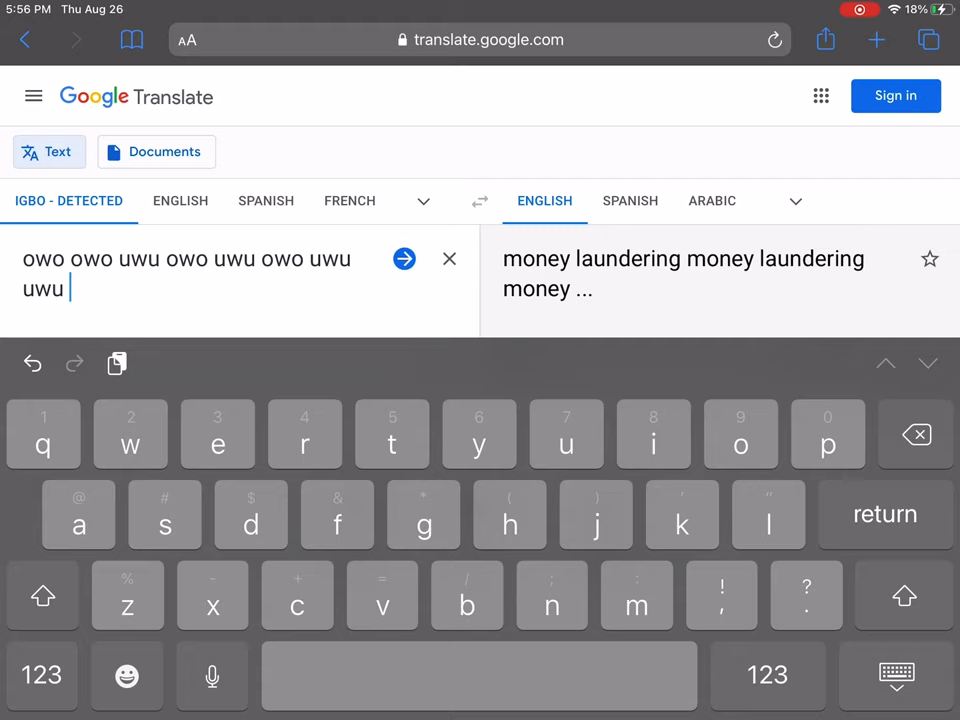 5:56 PM Thu Aug 26 18%
AA translate.google.com
Google Translate Sign in
Text Documents
IGBO - DETECTED ENGLISH SPANISH FRENCH ENGLISH SPANISH ARABIC
owo owo uwu owo uwu owo uwu
uwu
money laundering money laundering
money ...
1 2 3 4 5 6 7 8 9 0
q w e r t y u i o p
@ # $ & * ( ) ' "
a s d f g h j k l return
% - + = / ; : ! ?
z x c v b n m , .
123 123